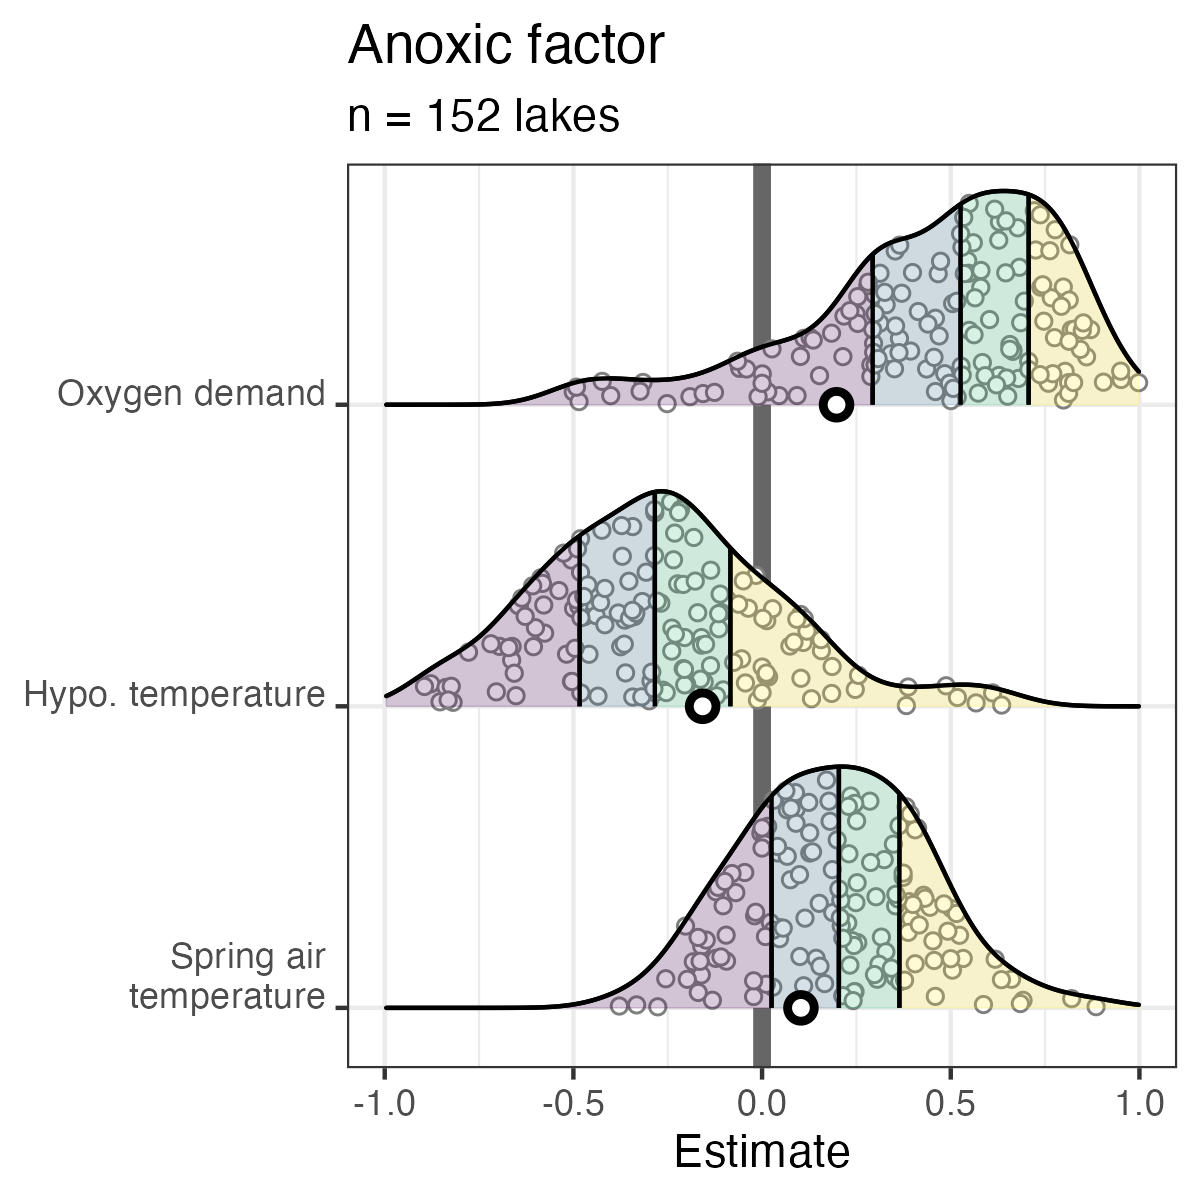 Anoxic factor
n = 152 lakes
Oxygen demand
Hypo. temperature
Spring air
temperature
-1.0 -0.5 0.0 0.5 1.0
Estimate